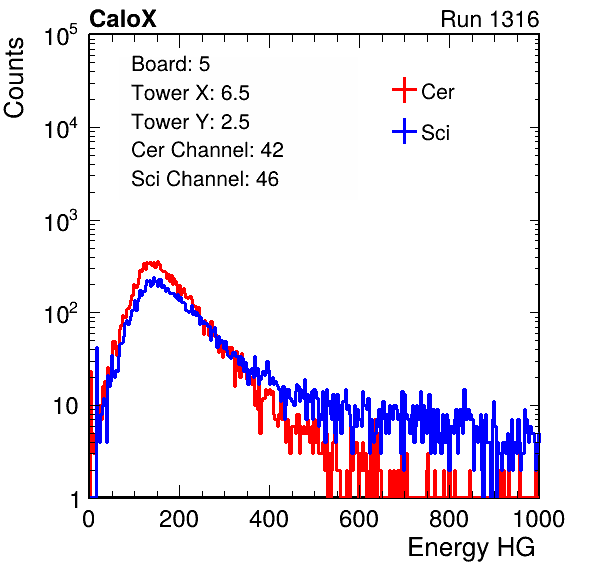 CaloX Run 1316
Counts
Board: 5
Tower X: 6.5
Tower Y: 2.5
Cer Channel: 42
Sci Channel: 46
Cer
Sci
10^5
10^4
10^3
10^2
10
1
0 200 400 600 800 1000
Energy HG